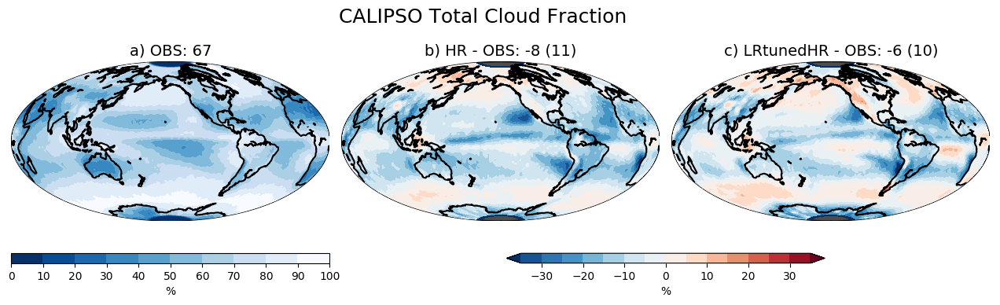 CALIPSO Total Cloud Fraction
a) OBS: 67
b) HR - OBS: -8 (11)
c) LRtunedHR - OBS: -6 (10)
0 10 20 30 40 50 60 70 80 90 100
%
−30 −20 −10 0 10 20 30
%